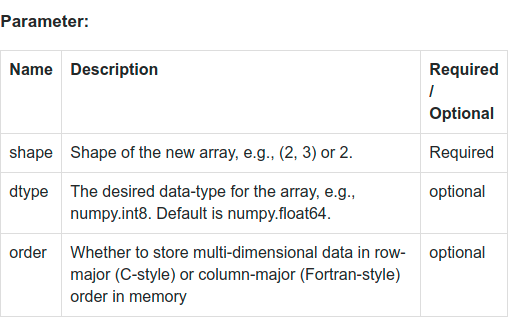 Parameter:
Name Description Required
/
Optional
shape Shape of the new array, e.g., (2, 3) or 2. Required
dtype The desired data-type for the array, e.g., optional
numpy.int8. Default is numpy.float64.
order Whether to store multi-dimensional data in row- optional
major (C-style) or column-major (Fortran-style)
order in memory